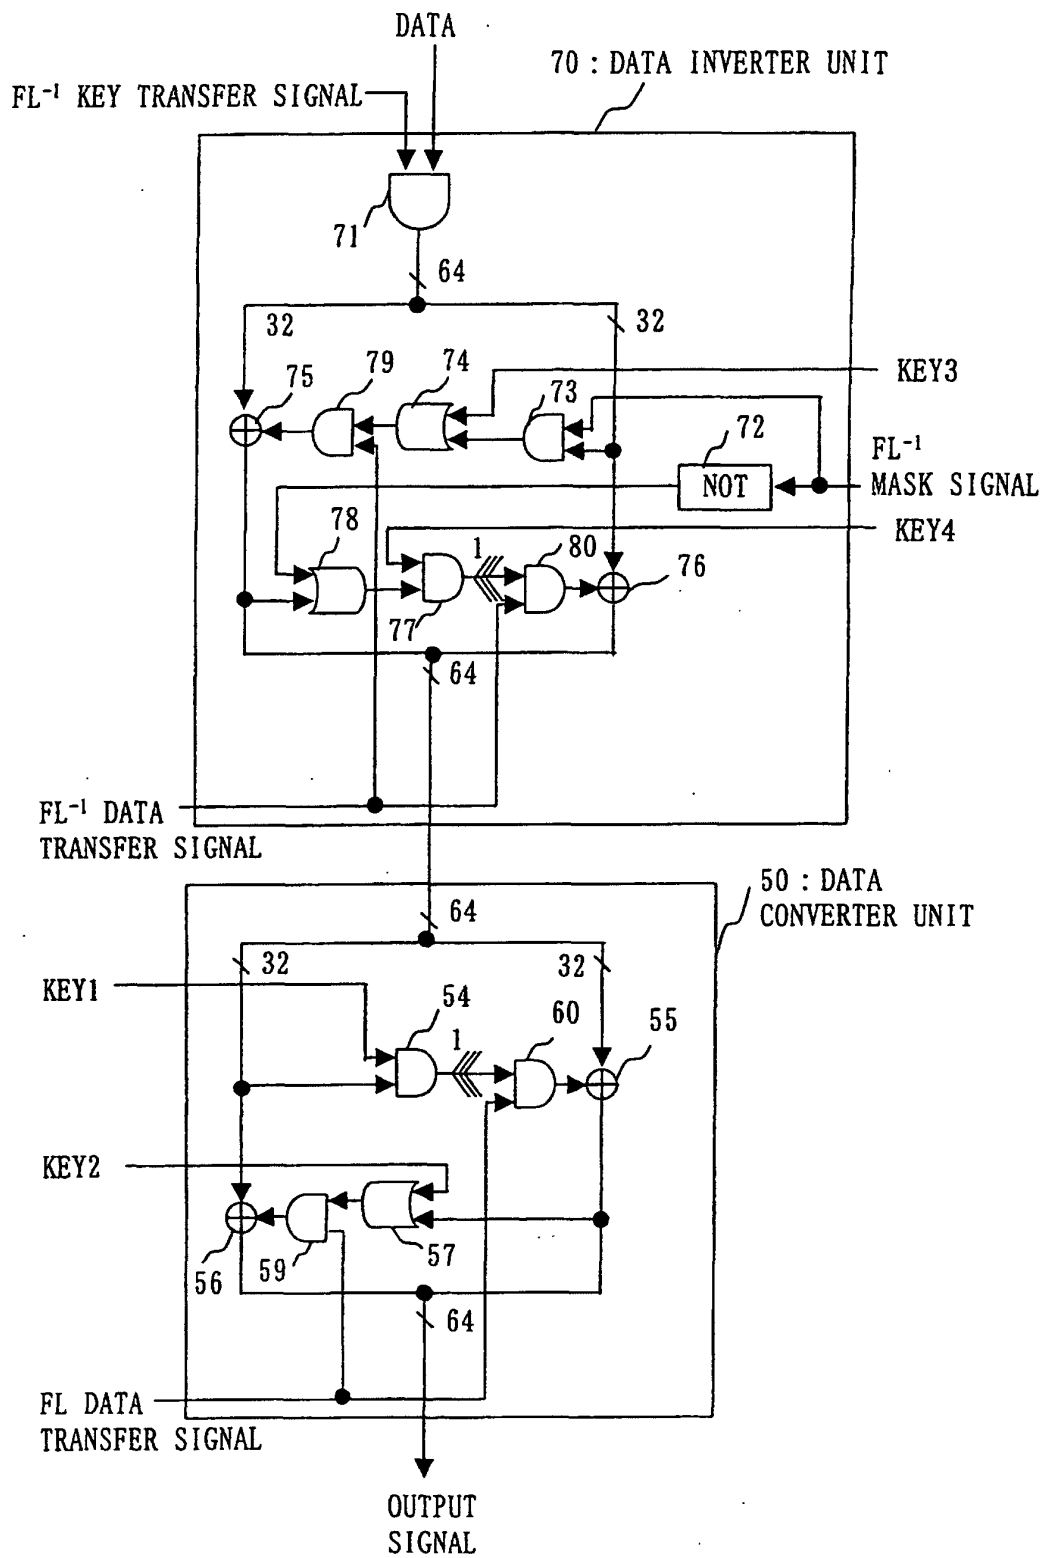 DATA
70 : DATA INVERTER UNIT
FL⁻¹ KEY TRANSFER SIGNAL
71
64
32
32
75
79
74
73
KEY3
72
FL⁻¹
MASK SIGNAL
NOT
78
KEY4
1
80
76
77
64
FL⁻¹ DATA
TRANSFER SIGNAL
50 : DATA
CONVERTER UNIT
64
32
32
KEY1
54
60
55
1
KEY2
56
59
57
64
FL DATA
TRANSFER SIGNAL
OUTPUT
SIGNAL